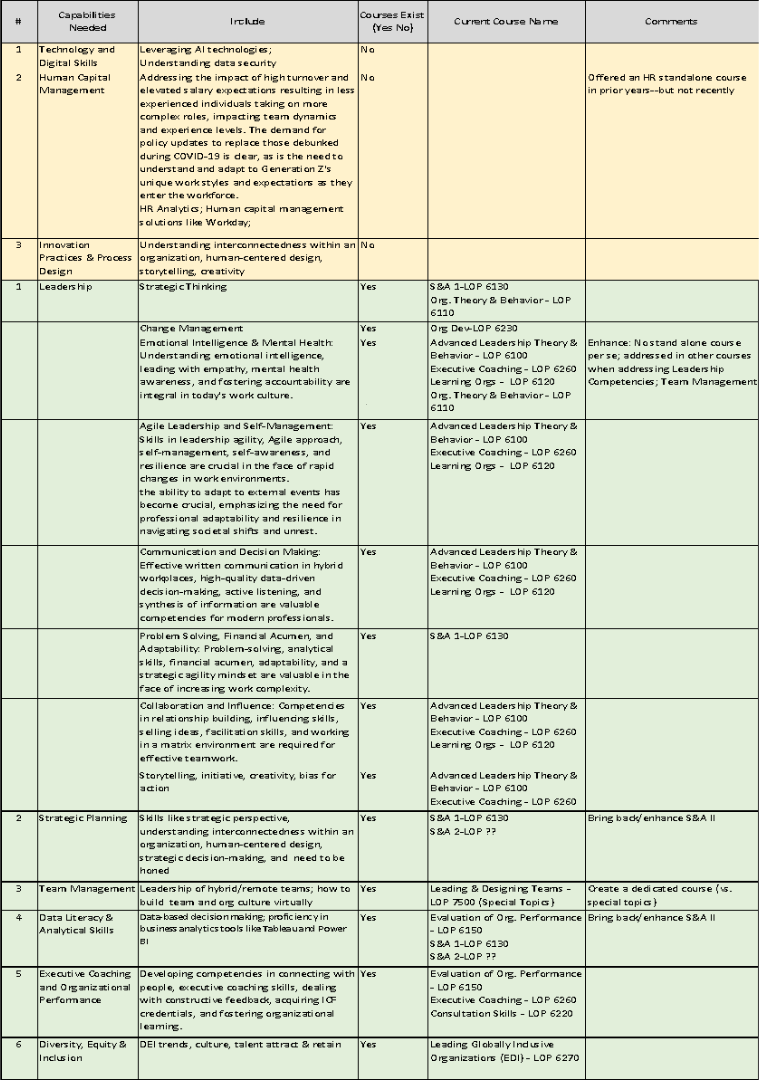 # Capabilities Needed Include Courses Exist (Yes No) Current Course Name Comments
1 Technology and Digital Skills
Leveraging AI technologies;
Understanding data security
No
2 Human Capital Management
Addressing the impact of high turnover and
elevated salary expectations resulting in less
experienced individuals taking on more
complex roles, impacting team dynamics
and experience levels. The demand for
policy updates to replace those debunked
during COVID-19 is clear, as is the need to
understand and adapt to Generation Z's
unique work styles and expectations as they
enter the workforce.
HR Analytics; Human capital management
solutions like Workday;
No
Offered an HR standalone course
in prior years--but not recently
3 Innovation
Practices & Process
Design
Understanding interconnectedness within an
organization, human-centered design,
storytelling, creativity
No
1 Leadership
Strategic Thinking
Yes
S&A 1-LOP 6130
Org. Theory & Behavior - LOP
6110
Change Management
Yes
Org Dev-LOP 6230
Emotional Intelligence & Mental Health:
Understanding emotional intelligence,
leading with empathy, mental health
awareness, and fostering accountability are
integral in today's work culture.
Yes
Advanced Leadership Theory &
Behavior - LOP 6100
Executive Coaching - LOP 6260
Learning Orgs - LOP 6120
Org. Theory & Behavior - LOP
6110
Enhance: No stand alone course
per se; addressed in other courses
when addressing Leadership
Competencies; Team Management
Agile Leadership and Self-Management:
Skills in leadership agility, Agile approach,
self-management, self-awareness, and
resilience are crucial in the face of rapid
changes in work environments.
the ability to adapt to external events has
become crucial, emphasizing the need for
professional adaptability and resilience in
navigating societal shifts and unrest.
Yes
Advanced Leadership Theory &
Behavior - LOP 6100
Executive Coaching - LOP 6260
Learning Orgs - LOP 6120
Communication and Decision Making:
Effective written communication in hybrid
workplaces, high-quality data-driven
decision-making, active listening, and
synthesis of information are valuable
competencies for modern professionals.
Yes
Advanced Leadership Theory &
Behavior - LOP 6100
Executive Coaching - LOP 6260
Learning Orgs - LOP 6120
Problem Solving, Financial Acumen, and
Adaptability: Problem-solving, analytical
skills, financial acumen, adaptability, and a
strategic agility mindset are valuable in the
face of increasing work complexity.
Yes
S&A 1-LOP 6130
Collaboration and Influence: Competencies
in relationship building, influencing skills,
selling ideas, facilitation skills, and working
in a matrix environment are required for
effective teamwork.
Yes
Advanced Leadership Theory &
Behavior - LOP 6100
Executive Coaching - LOP 6260
Learning Orgs - LOP 6120
Storytelling, initiative, creativity, bias for
action
Yes
Advanced Leadership Theory &
Behavior - LOP 6100
Executive Coaching - LOP 6260
2 Strategic Planning
Skills like strategic perspective,
understanding interconnectedness within an
organization, human-centered design,
strategic decision-making, and need to be
honed
Yes
S&A 1-LOP 6130
S&A 2-LOP ??
Bring back/enhance S&A II
3 Team Management
Leadership of hybrid/remote teams; how to
build team and org culture virtually
Yes
Leading & Designing Teams -
LOP 7500 (Special Topics)
Create a dedicated course (vs.
special topics)
4 Data Literacy &
Analytical Skills
Data-based decision making; proficiency in
business analytics tools like Tableau and Power
BI
Yes
Evaluation of Org. Performance
- LOP 6150
S&A 1-LOP 6130
S&A 2-LOP ??
Bring back/enhance S&A II
5 Executive Coaching
and Organizational
Performance
Developing competencies in connecting with
people, executive coaching skills, dealing
with constructive feedback, acquiring ICF
credentials, and fostering organizational
learning.
Yes
Evaluation of Org. Performance
- LOP 6150
Executive Coaching - LOP 6260
Consultation Skills - LOP 6220
6 Diversity, Equity &
Inclusion
DEI trends, culture, talent attract & retain
Yes
Leading Globally Inclusive
Organizations (EDI) - LOP 6270